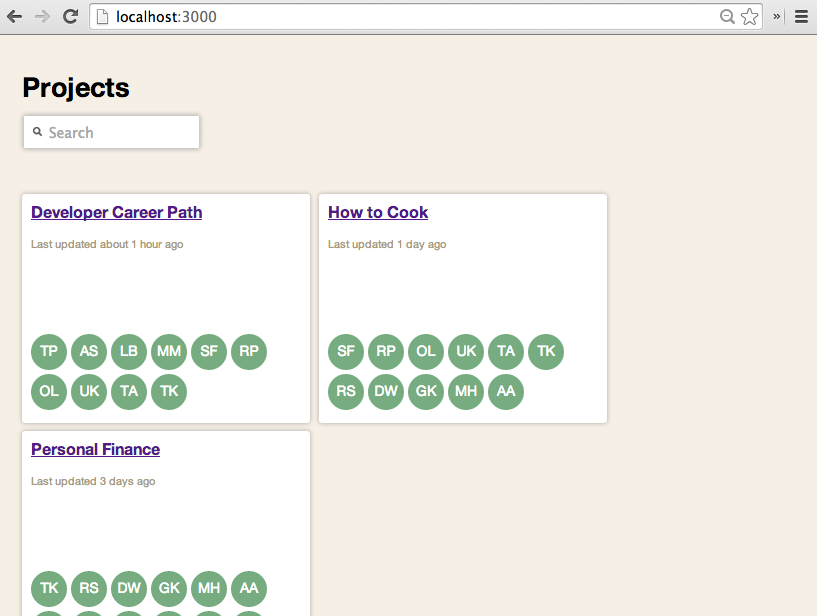 localhost:3000
»
Projects
Search
Developer Career Path
Last updated about 1 hour ago
TP AS LB MM SF RP
OL UK TA TK
How to Cook
Last updated 1 day ago
SF RP OL UK TA TK
RS DW GK MH AA
Personal Finance
Last updated 3 days ago
TK RS DW GK MH AA